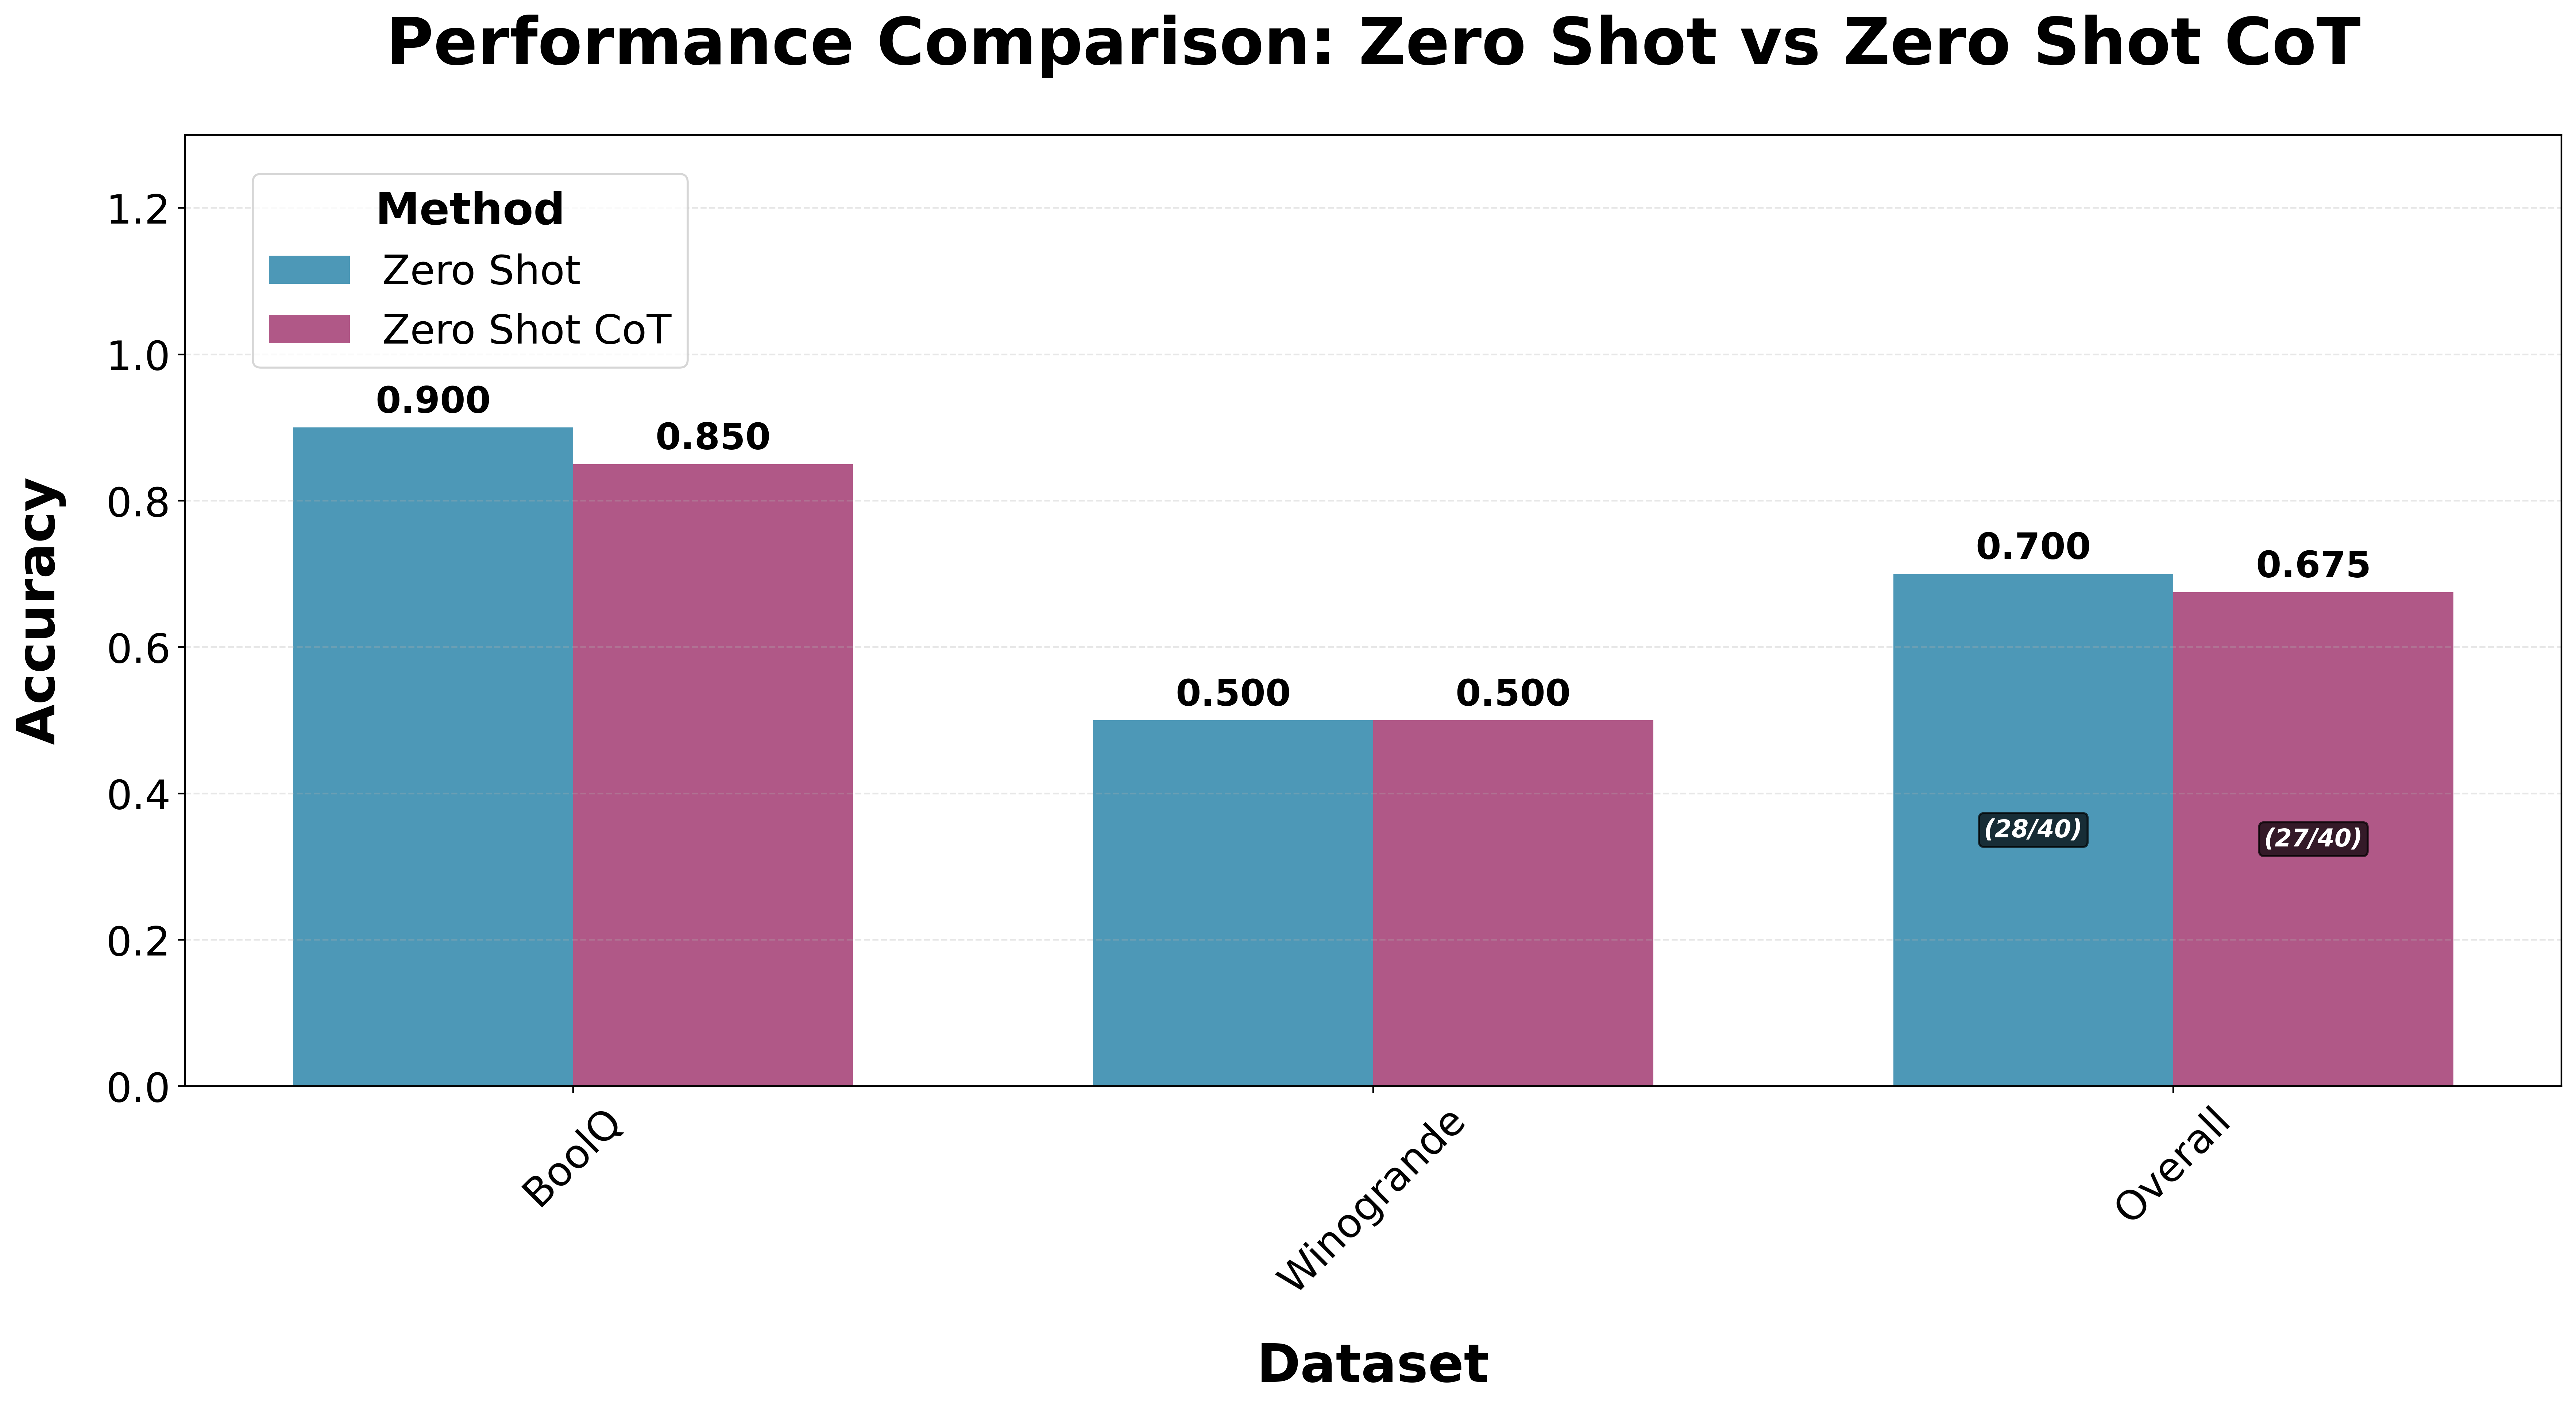 Performance Comparison: Zero Shot vs Zero Shot CoT
Method
Zero Shot
Zero Shot CoT
Accuracy
1.2
1.0
0.8
0.6
0.4
0.2
0.0
0.900
0.850
0.500
0.500
0.700
0.675
(28/40)
(27/40)
BoolQ
Winogrande
Overall
Dataset